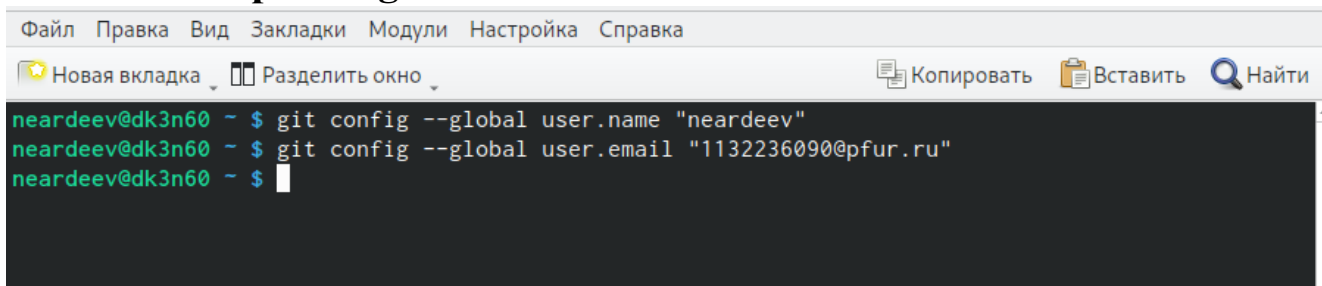 Файл Правка Вид Закладки Модули Настройка Справка
Новая вкладка Разделить окно Копировать Вставить Найти
neardeev@dk3n60 ~ $ git config --global user.name "neardeev"
neardeev@dk3n60 ~ $ git config --global user.email "1132236090@pfur.ru"
neardeev@dk3n60 ~ $